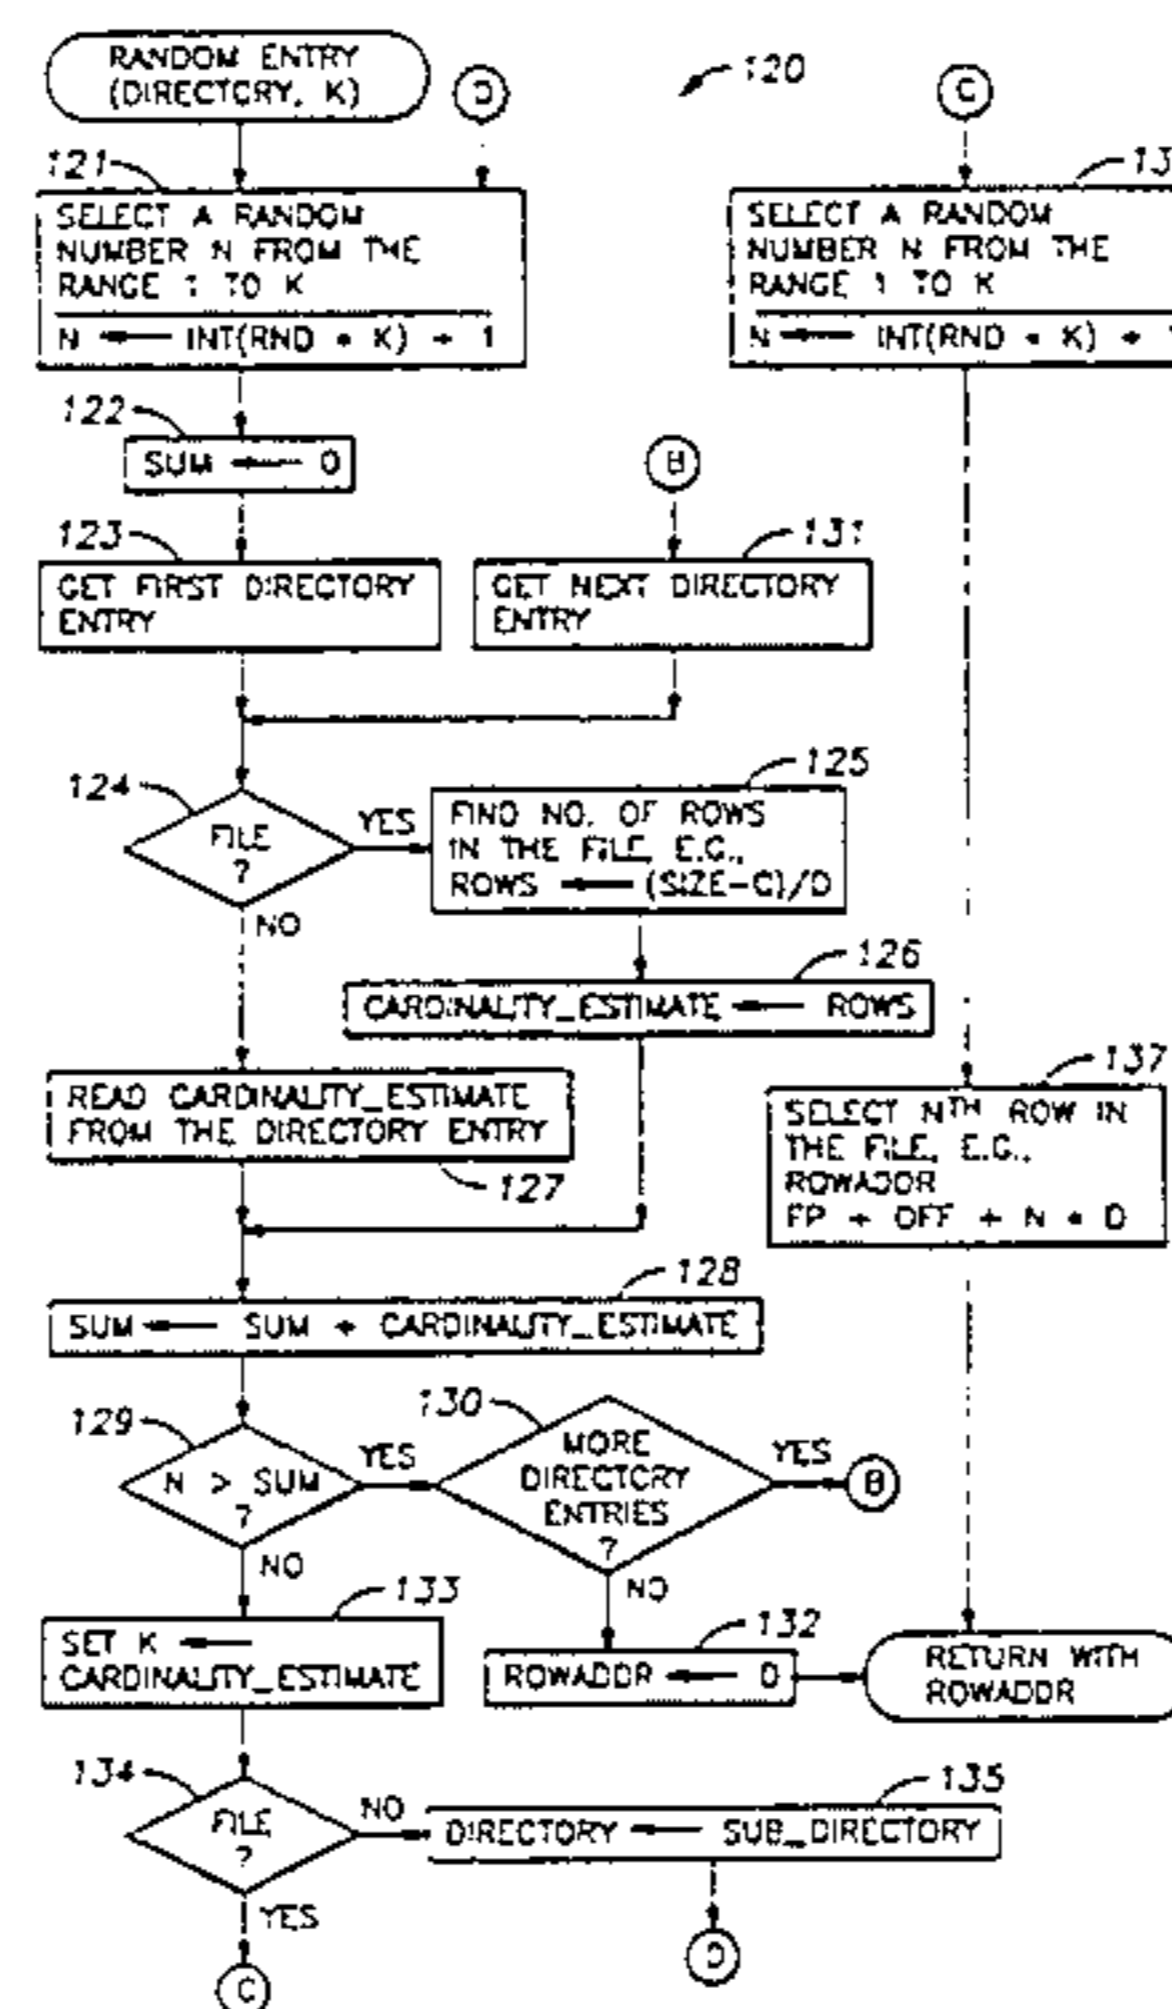 RANDOM ENTRY
(DIRECTORY, K)
D
120
C
121
SELECT A RANDOM
NUMBER N FROM THE
RANGE 1 TO K
N ← INT(RND * K) + 1
13
SELECT A RANDOM
NUMBER N FROM THE
RANGE 1 TO K
N ← INT(RND * K) +
122
SUM ← 0
B
123
GET FIRST DIRECTORY
ENTRY
131
GET NEXT DIRECTORY
ENTRY
124
FILE
?
YES
NO
125
FIND NO. OF ROWS
IN THE FILE, E.G.,
ROWS ← (SIZE-C)/D
126
CARDINALITY_ESTIMATE ← ROWS
READ CARDINALITY_ESTIMATE
FROM THE DIRECTORY ENTRY
127
137
SELECT NTH ROW IN
THE FILE, E.G.,
ROWADDR
FP + OFF + N * D
128
SUM ← SUM + CARDINALITY_ESTIMATE
129
N > SUM
?
YES
NO
130
MORE
DIRECTORY
ENTRIES
?
YES
B
NO
133
SET K ←
CARDINALITY_ESTIMATE
132
ROWADDR ← 0
RETURN WITH
ROWADDR
134
FILE
?
NO
YES
135
DIRECTORY ← SUB_DIRECTORY
C
D